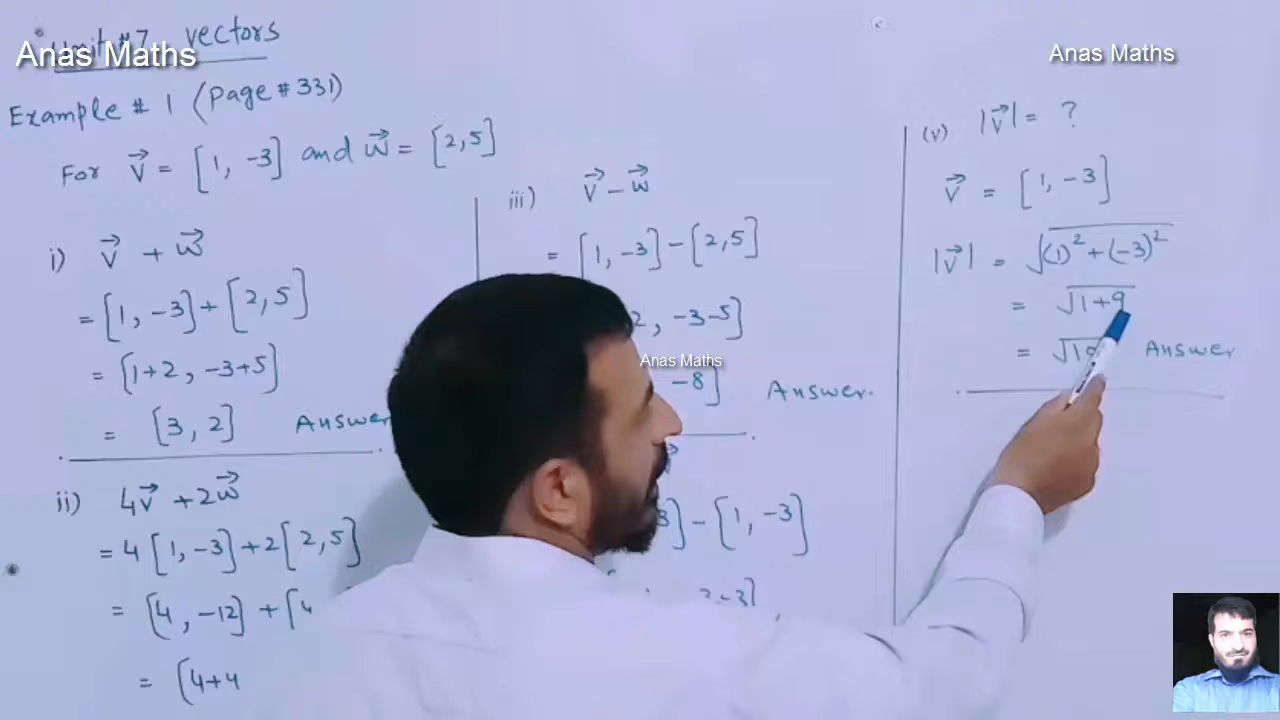 Unit #7 vectors
Anas Maths
Anas Maths
Example # 1 (Page # 331)
For v⃗ = [1, -3] and w⃗ = [2, 5]
i) v⃗ + w⃗
= [1, -3] + [2, 5]
= [1+2, -3+5]
= [3, 2] Answer
ii) 4v⃗ + 2w⃗
= 4[1, -3] + 2[2, 5]
= [4, -12] + [4
= [4+4
iii) v⃗ - w⃗
= [1, -3] - [2, 5]
2, -3-5]
Anas Maths
-8] Answer.
3] - [1, -3]
(v) |v⃗| = ?
v⃗ = [1, -3]
|v⃗| = √(1)² + (-3)²
= √1+9
= √10 Answer